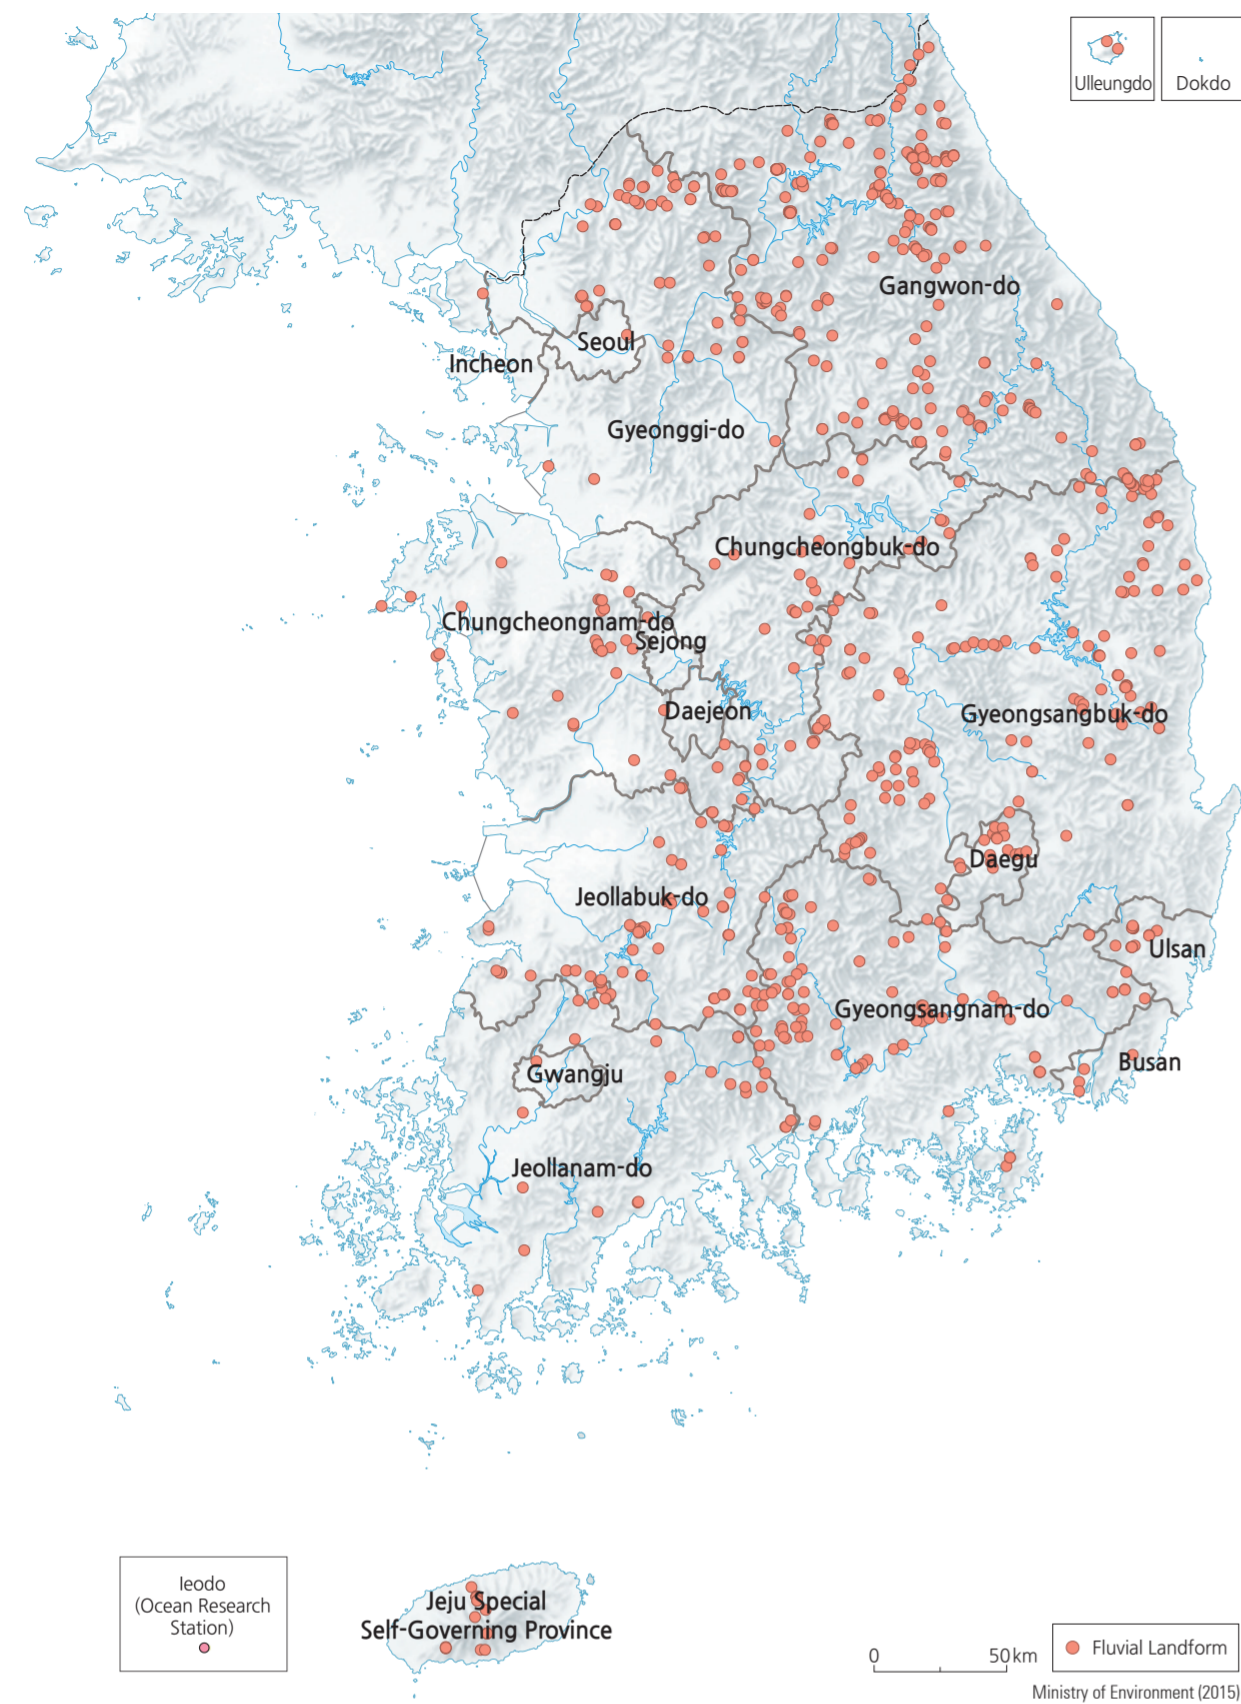 Ulleungdo
Dokdo
Gangwon-do
Seoul
Incheon
Gyeonggi-do
Chungcheongbuk-do
Chungcheongnam-do
Sejong
Daejeon
Gyeongsangbuk-do
Daegu
Jeollabuk-do
Ulsan
Gyeongsangnam-do
Busan
Gwangju
Jeollanam-do
Ieodo
(Ocean Research
Station)
Jeju Special
Self-Governing Province
0 50km
Fluvial Landform
Ministry of Environment (2015)